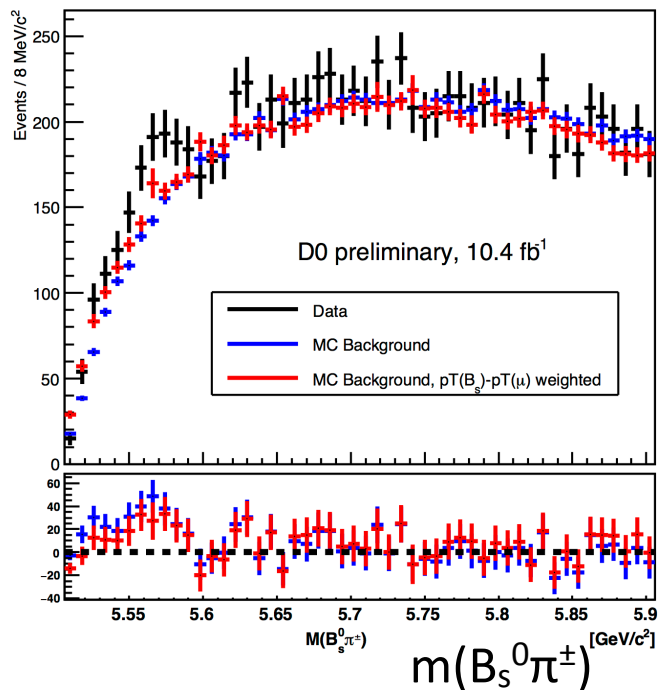 Events / 8 MeV/c²
250
200
150
100
50
0
D0 preliminary, 10.4 fb⁻¹
Data
MC Background
MC Background, pT(Bₛ)-pT(μ) weighted
60
40
20
0
-20
-40
5.55 5.6 5.65 5.7 5.75 5.8 5.85 5.9
M(Bₛ⁰π±) [GeV/c²]
m(Bₛ⁰π±)